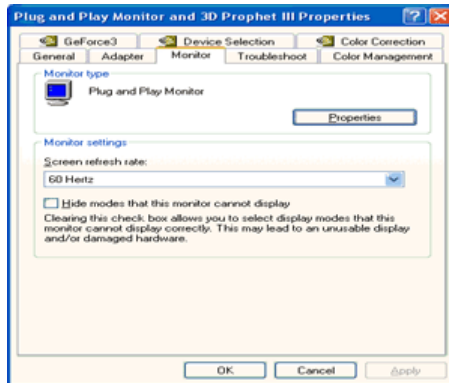 Plug and Play Monitor and 3D Prophet III Properties
GeForce3 Device Selection Color Correction
General Adapter Monitor Troubleshoot Color Management
Monitor type
Plug and Play Monitor
Properties
Monitor settings
Screen refresh rate:
60 Hertz
Hide modes that this monitor cannot display
Clearing this check box allows you to select display modes that this
monitor cannot display correctly. This may lead to an unusable display
and/or damaged hardware.
OK Cancel Apply